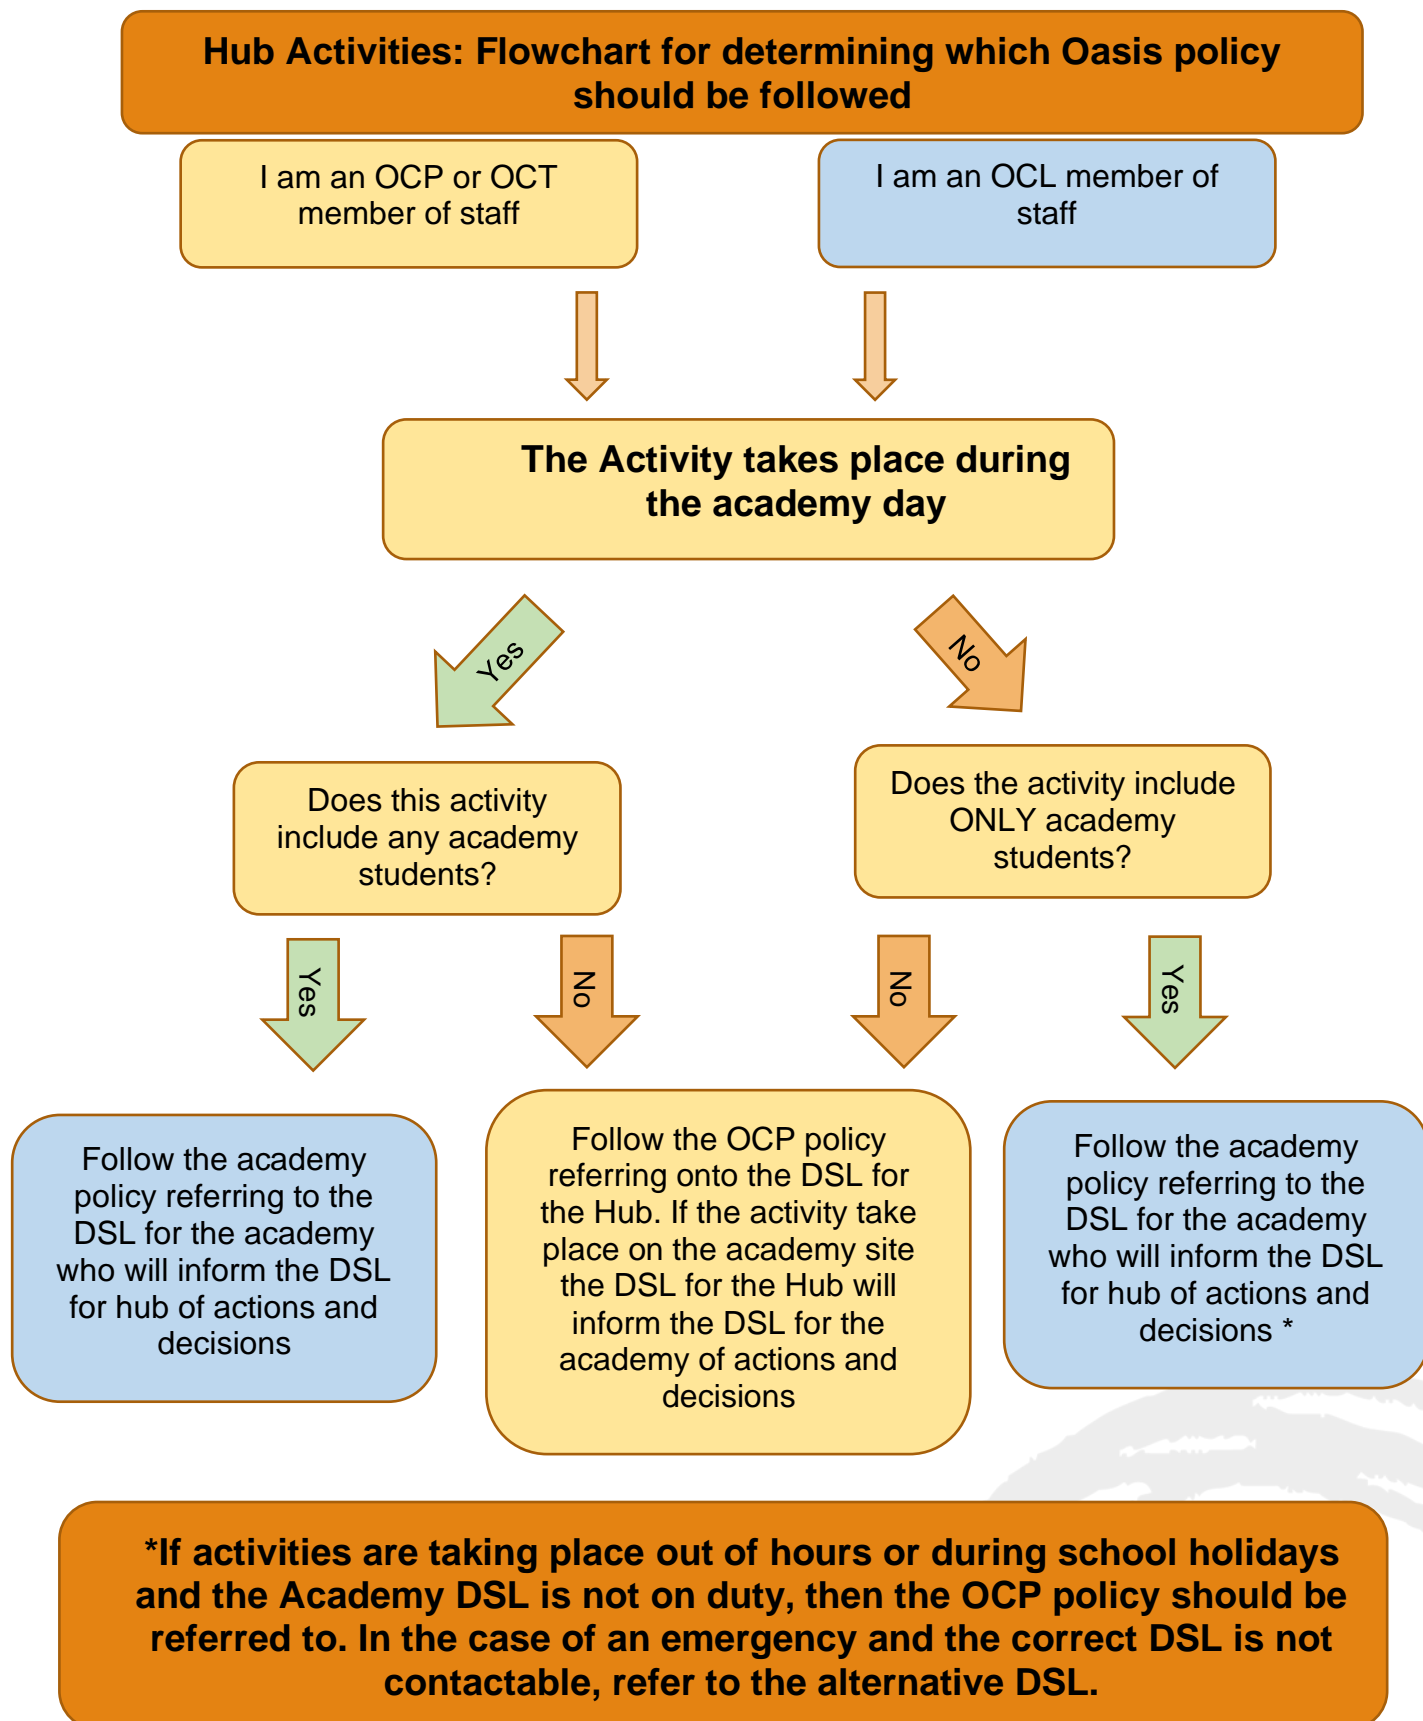 Hub Activities: Flowchart for determining which Oasis policy
should be followed
I am an OCP or OCT
member of staff
I am an OCL member of
staff
The Activity takes place during
the academy day
Yes
No
Does this activity
include any academy
students?
Does the activity include
ONLY academy
students?
Yes
No
No
Yes
Follow the academy
policy referring to the
DSL for the academy
who will inform the DSL
for hub of actions and
decisions
Follow the OCP policy
referring onto the DSL for
the Hub. If the activity take
place on the academy site
the DSL for the Hub will
inform the DSL for the
academy of actions and
decisions
Follow the academy
policy referring to the
DSL for the academy
who will inform the DSL
for hub of actions and
decisions *
*If activities are taking place out of hours or during school holidays
and the Academy DSL is not on duty, then the OCP policy should be
referred to. In the case of an emergency and the correct DSL is not
contactable, refer to the alternative DSL.